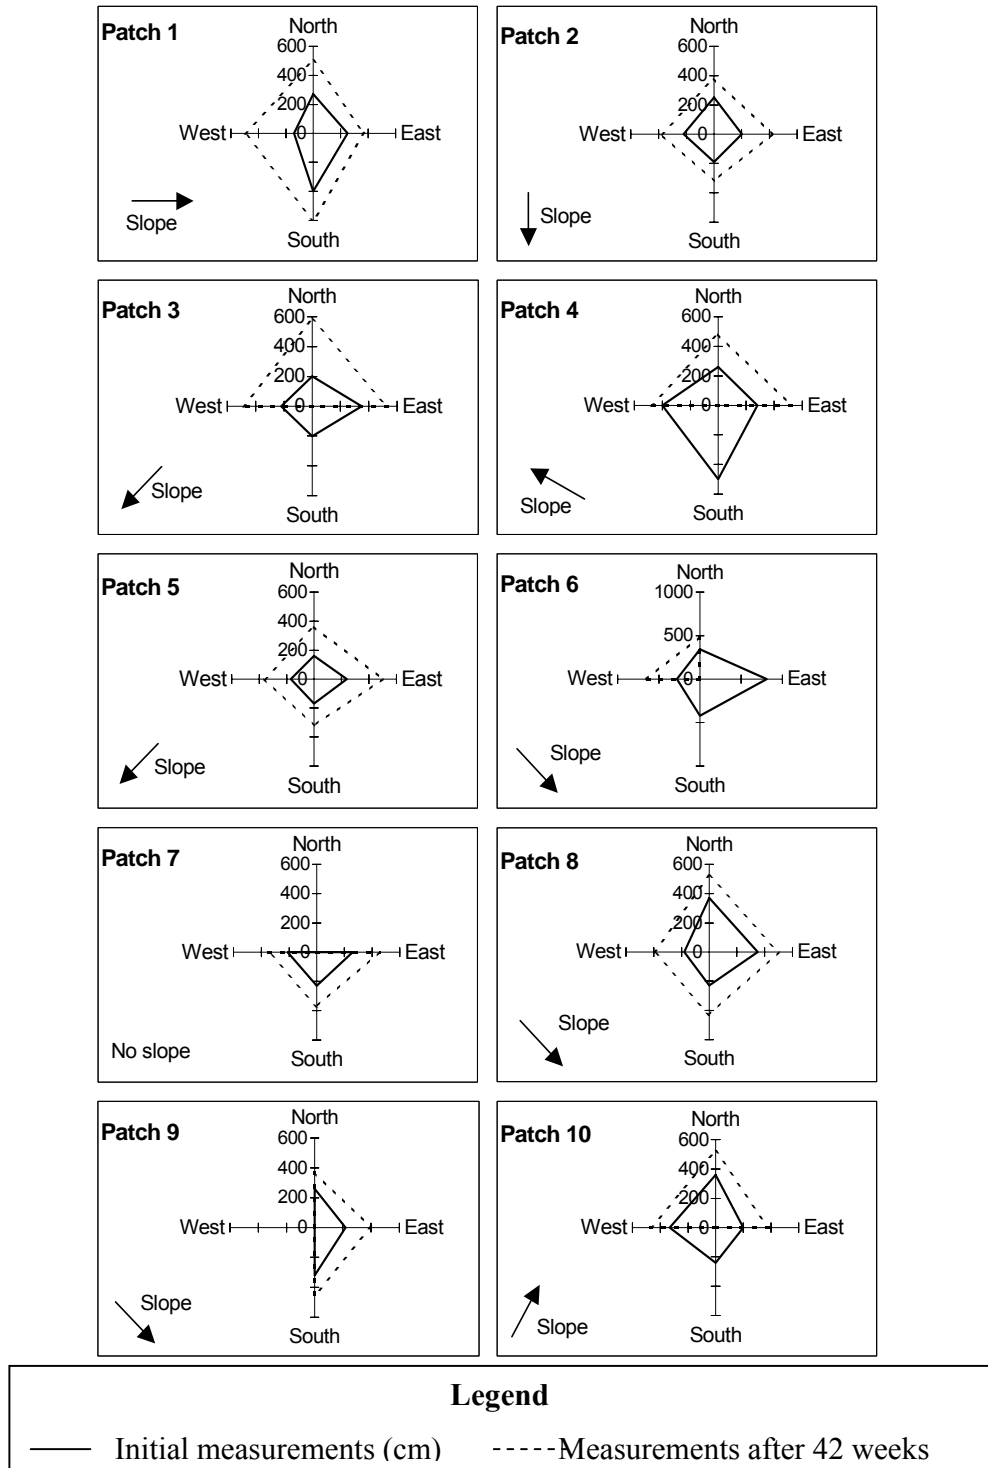 Patch 1
North
600
400
200
0
West
East
Slope
South
Patch 2
North
600
400
200
0
West
East
Slope
South
Patch 3
North
600
400
200
0
West
East
Slope
South
Patch 4
North
600
400
200
0
West
East
Slope
South
Patch 5
North
600
400
200
0
West
East
Slope
South
Patch 6
North
1000
500
0
West
East
Slope
South
Patch 7
North
600
400
200
0
West
East
No slope
South
Patch 8
North
600
400
200
0
West
East
Slope
South
Patch 9
North
600
400
200
0
West
East
Slope
South
Patch 10
North
600
400
200
0
West
East
Slope
South
Legend
Initial measurements (cm)
Measurements after 42 weeks